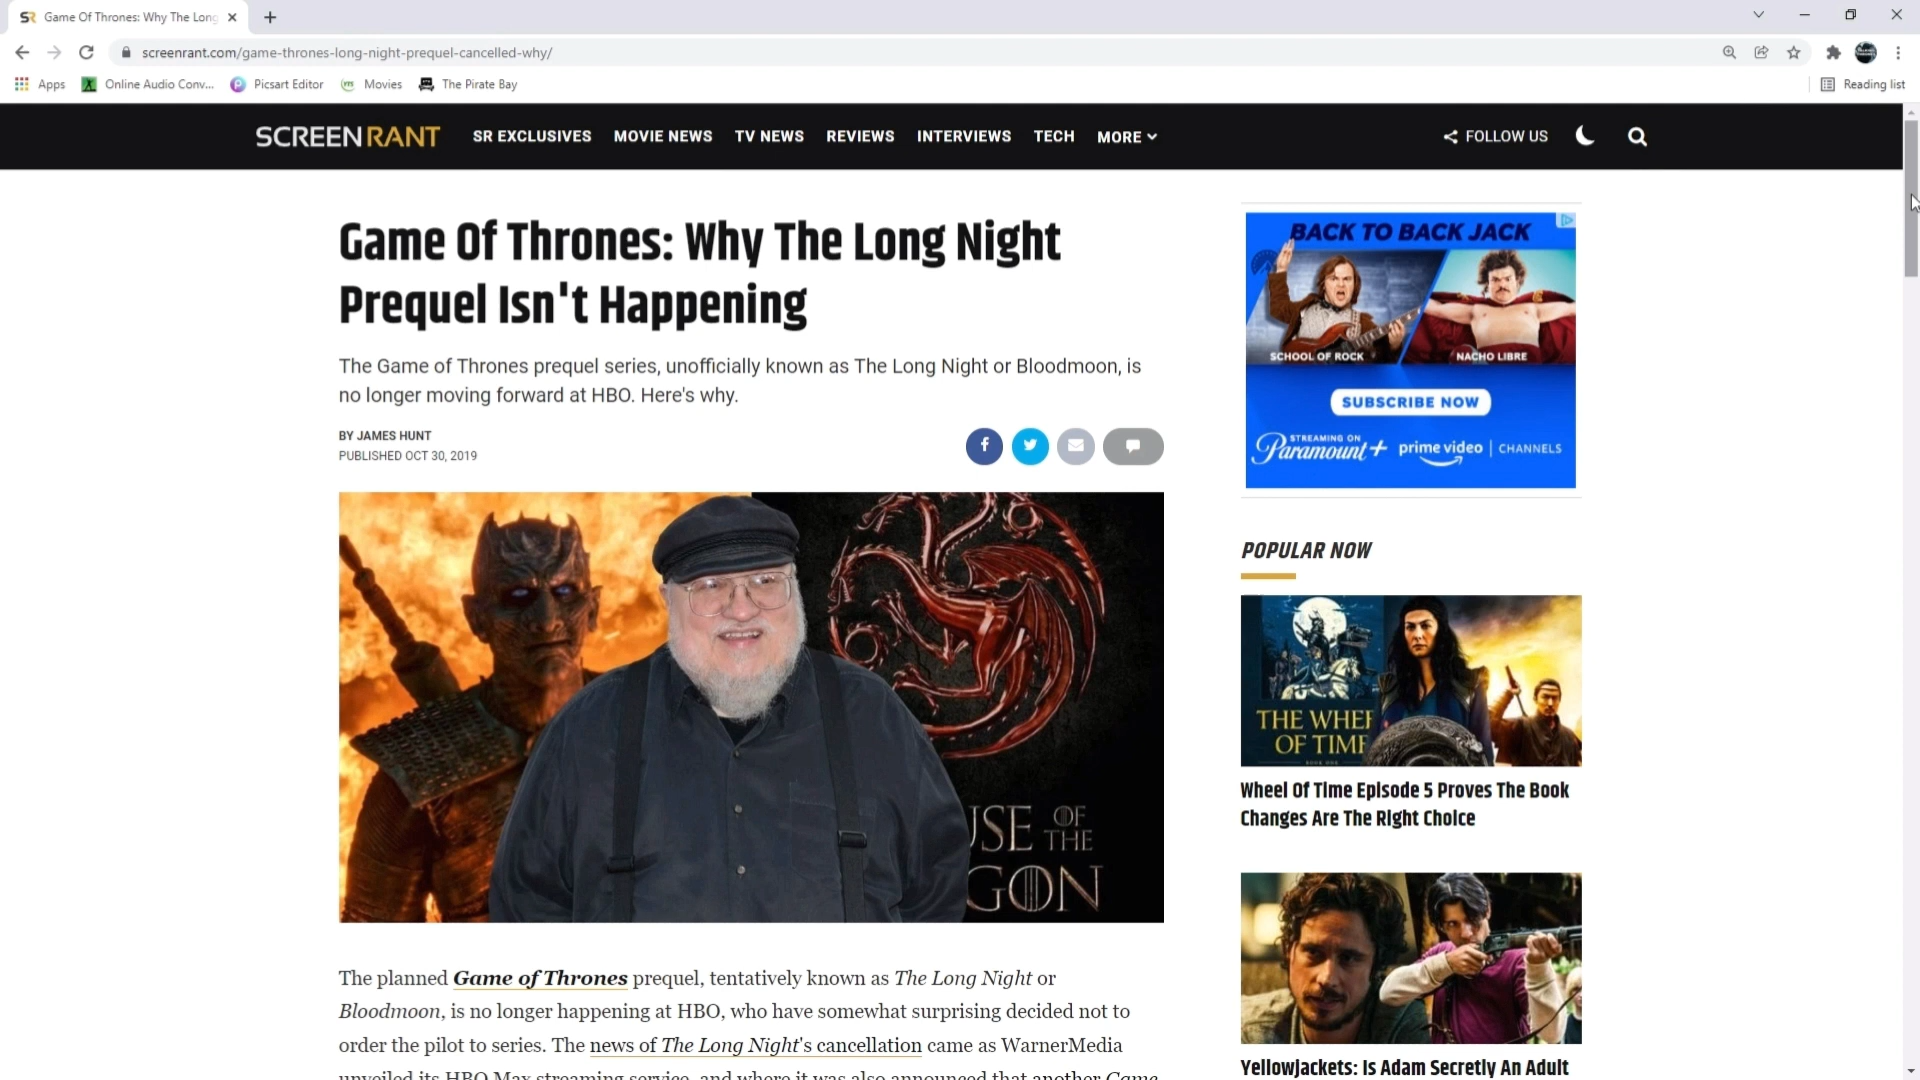 Game Of Thrones: Why The Long
screenrant.com/game-thrones-long-night-prequel-cancelled-why/
Apps
Online Audio Conv...
Picsart Editor
Movies
The Pirate Bay
Reading list
SCREENRANT
SR EXCLUSIVES
MOVIE NEWS
TV NEWS
REVIEWS
INTERVIEWS
TECH
MORE
FOLLOW US
Game Of Thrones: Why The Long Night
Prequel Isn't Happening
The Game of Thrones prequel series, unofficially known as The Long Night or Bloodmoon, is
no longer moving forward at HBO. Here's why.
BY JAMES HUNT
PUBLISHED OCT 30, 2019
USE OF THE
GON
The planned Game of Thrones prequel, tentatively known as The Long Night or
Bloodmoon, is no longer happening at HBO, who have somewhat surprising decided not to
order the pilot to series. The news of The Long Night's cancellation came as WarnerMedia
unveiled its HBO Max streaming service, and where it was also announced that another Game
BACK TO BACK JACK
SCHOOL OF ROCK
NACHO LIBRE
SUBSCRIBE NOW
STREAMING ON
Paramount+ prime video | CHANNELS
POPULAR NOW
THE WHEE
OF TIME
Wheel Of Time Episode 5 Proves The Book
Changes Are The Right Choice
Yellowjackets: Is Adam Secretly An Adult